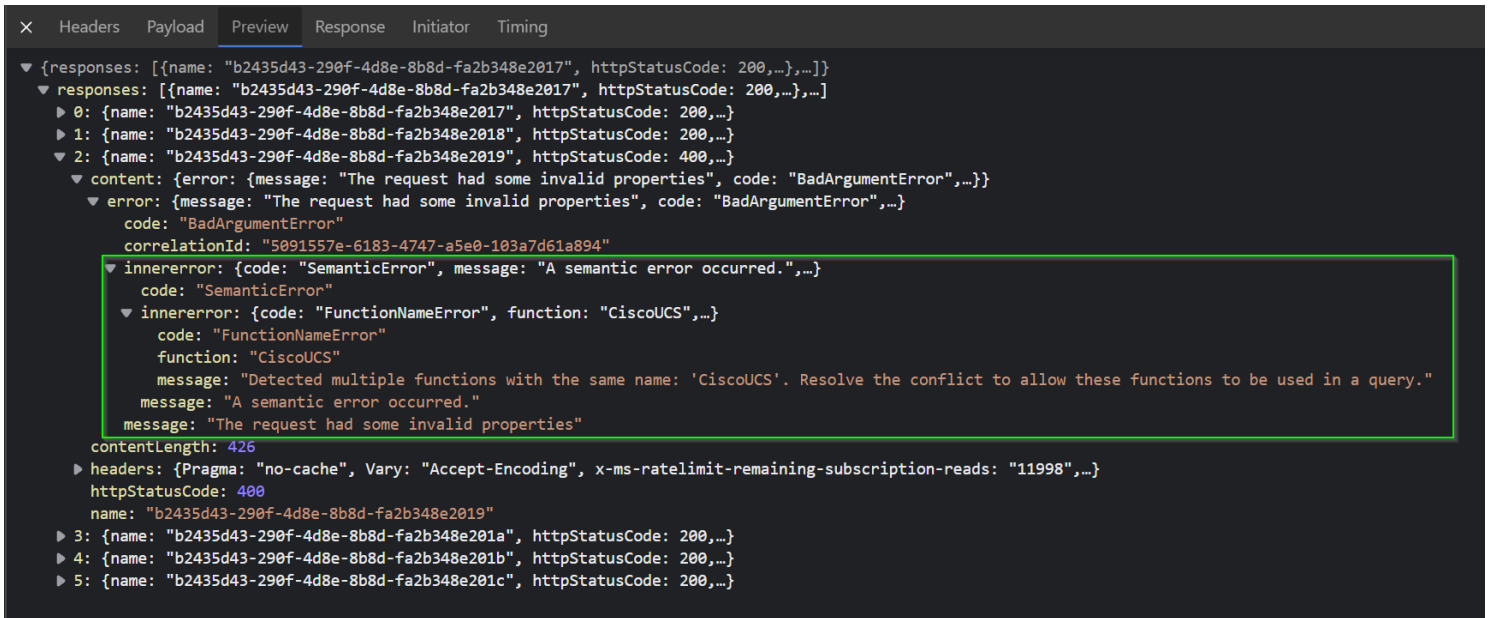 × Headers Payload Preview Response Initiator Timing
▼ {responses: [{name: "b2435d43-290f-4d8e-8b8d-fa2b348e2017", httpStatusCode: 200,…},…]}
▼ responses: [{name: "b2435d43-290f-4d8e-8b8d-fa2b348e2017", httpStatusCode: 200,…},…]
▶ 0: {name: "b2435d43-290f-4d8e-8b8d-fa2b348e2017", httpStatusCode: 200,…}
▶ 1: {name: "b2435d43-290f-4d8e-8b8d-fa2b348e2018", httpStatusCode: 200,…}
▼ 2: {name: "b2435d43-290f-4d8e-8b8d-fa2b348e2019", httpStatusCode: 400,…}
▼ content: {error: {message: "The request had some invalid properties", code: "BadArgumentError",…}}
▼ error: {message: "The request had some invalid properties", code: "BadArgumentError",…}
code: "BadArgumentError"
correlationId: "5091557e-6183-4747-a5e0-103a7d61a894"
▼ innererror: {code: "SemanticError", message: "A semantic error occurred.",…}
code: "SemanticError"
▼ innererror: {code: "FunctionNameError", function: "CiscoUCS",…}
code: "FunctionNameError"
function: "CiscoUCS"
message: "Detected multiple functions with the same name: 'CiscoUCS'. Resolve the conflict to allow these functions to be used in a query."
message: "A semantic error occurred."
message: "The request had some invalid properties"
contentLength: 426
▶ headers: {Pragma: "no-cache", Vary: "Accept-Encoding", x-ms-ratelimit-remaining-subscription-reads: "11998",…}
httpStatusCode: 400
name: "b2435d43-290f-4d8e-8b8d-fa2b348e2019"
▶ 3: {name: "b2435d43-290f-4d8e-8b8d-fa2b348e201a", httpStatusCode: 200,…}
▶ 4: {name: "b2435d43-290f-4d8e-8b8d-fa2b348e201b", httpStatusCode: 200,…}
▶ 5: {name: "b2435d43-290f-4d8e-8b8d-fa2b348e201c", httpStatusCode: 200,…}